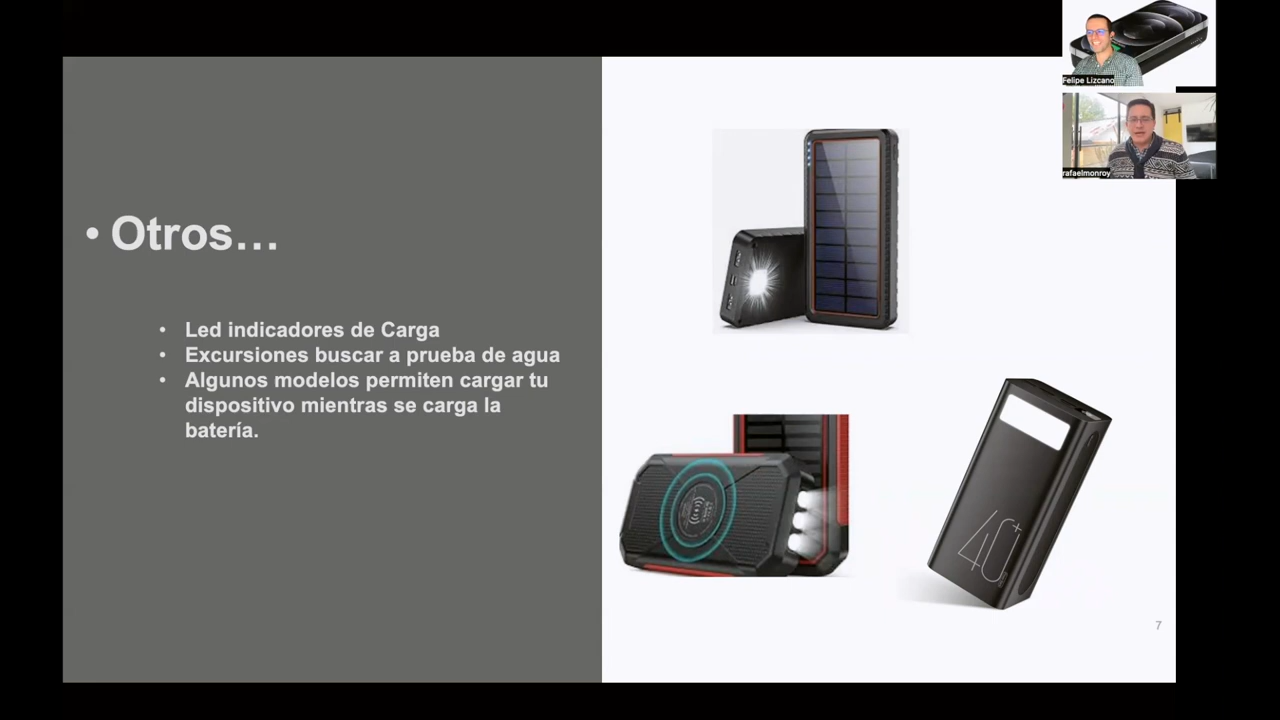 Felipe Lizcano
rafaelmonroy
• Otros…
• Led indicadores de Carga
• Excursiones buscar a prueba de agua
• Algunos modelos permiten cargar tu
dispositivo mientras se carga la
batería.
40+
7